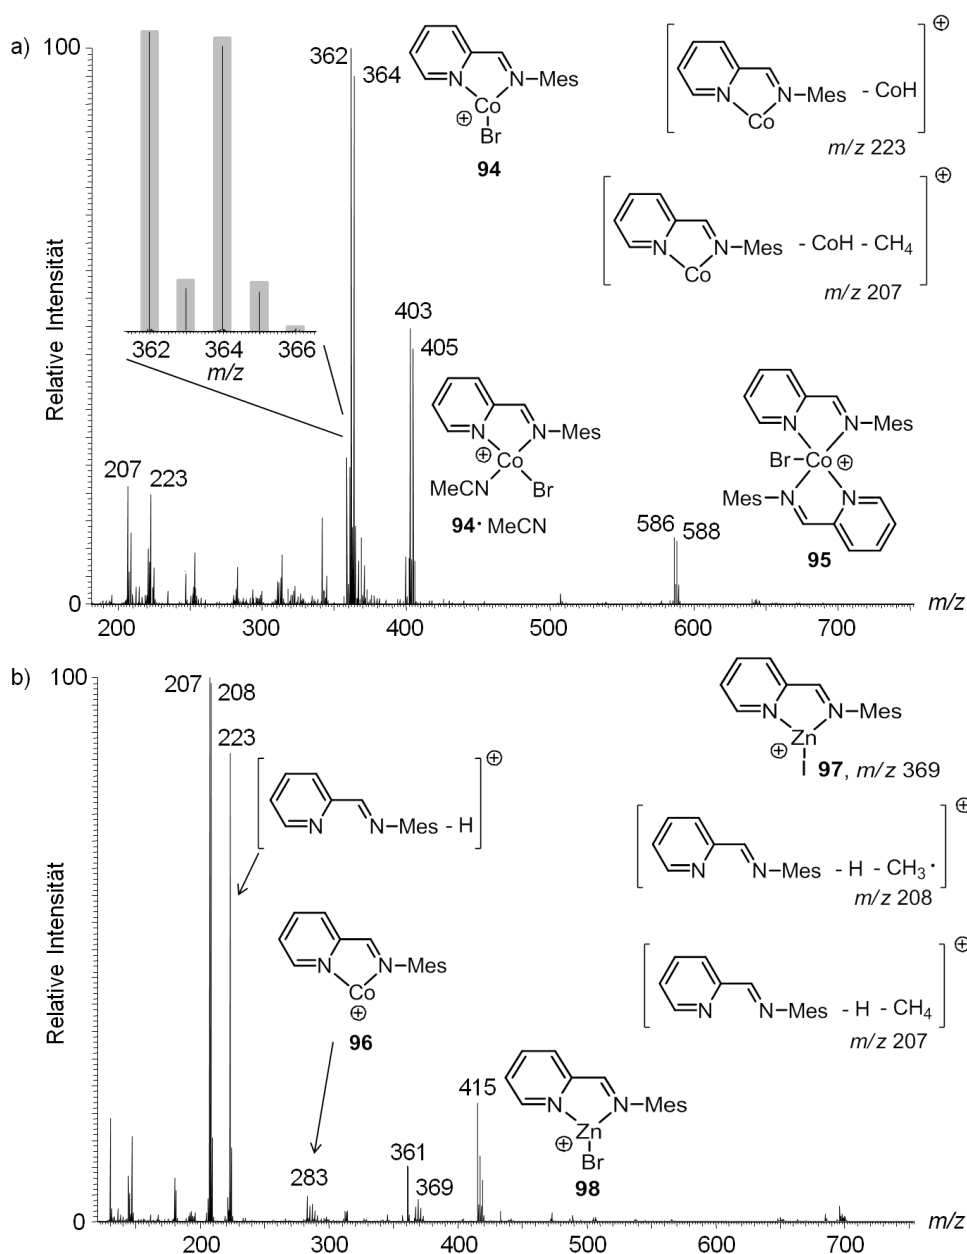 a)
100
362
364
N
N–Mes
Co
⊕
Br
94
N
N–Mes - CoH
Co
⊕
m/z 223
N
N–Mes - CoH - CH4
Co
⊕
m/z 207
362 364 366
m/z
Relative Intensität
403
405
207 223
N
N–Mes
⊕
Co
MeCN
Br
94· MeCN
N
N–Mes
Br–Co ⊕
Mes–N
N
95
586 588
0
200 300 400 500 600 700
m/z
b)
100
207
208
223
N
N–Mes - H
⊕
N
N–Mes
Zn
⊕
I
97, m/z 369
N
N–Mes - H - CH3•
⊕
m/z 208
N
N–Mes - H - CH4
⊕
m/z 207
Relative Intensität
N
N–Mes
Co
⊕
96
N
N–Mes
Zn
⊕
Br
98
283
361
369
415
0
200 300 400 500 600 700
m/z